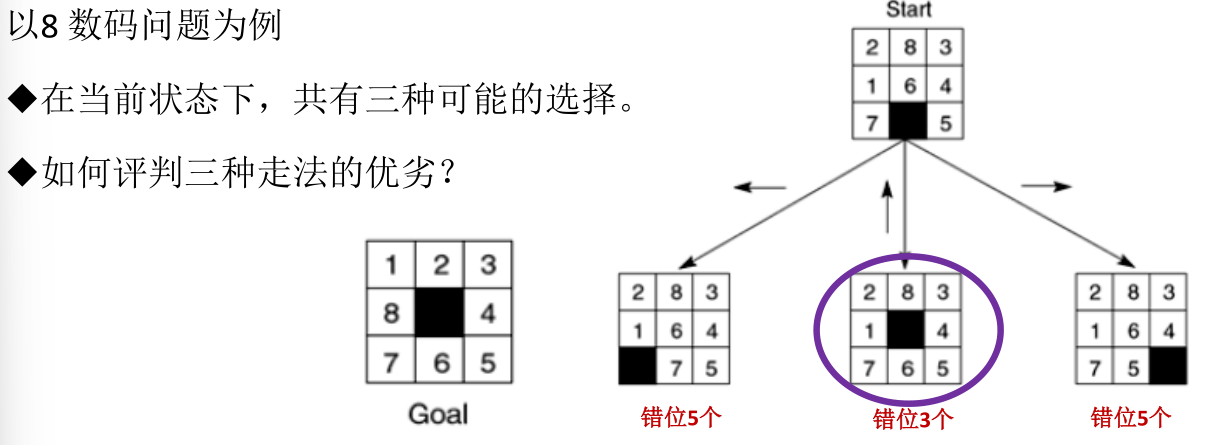 以8 数码问题为例
◆在当前状态下，共有三种可能的选择。
◆如何评判三种走法的优劣？
Start
2 8 3
1 6 4
7 5
1 2 3
8 4
7 6 5
Goal
2 8 3
1 6 4
7 5
错位5个
2 8 3
1 4
7 6 5
错位3个
2 8 3
1 6 4
7 5
错位5个